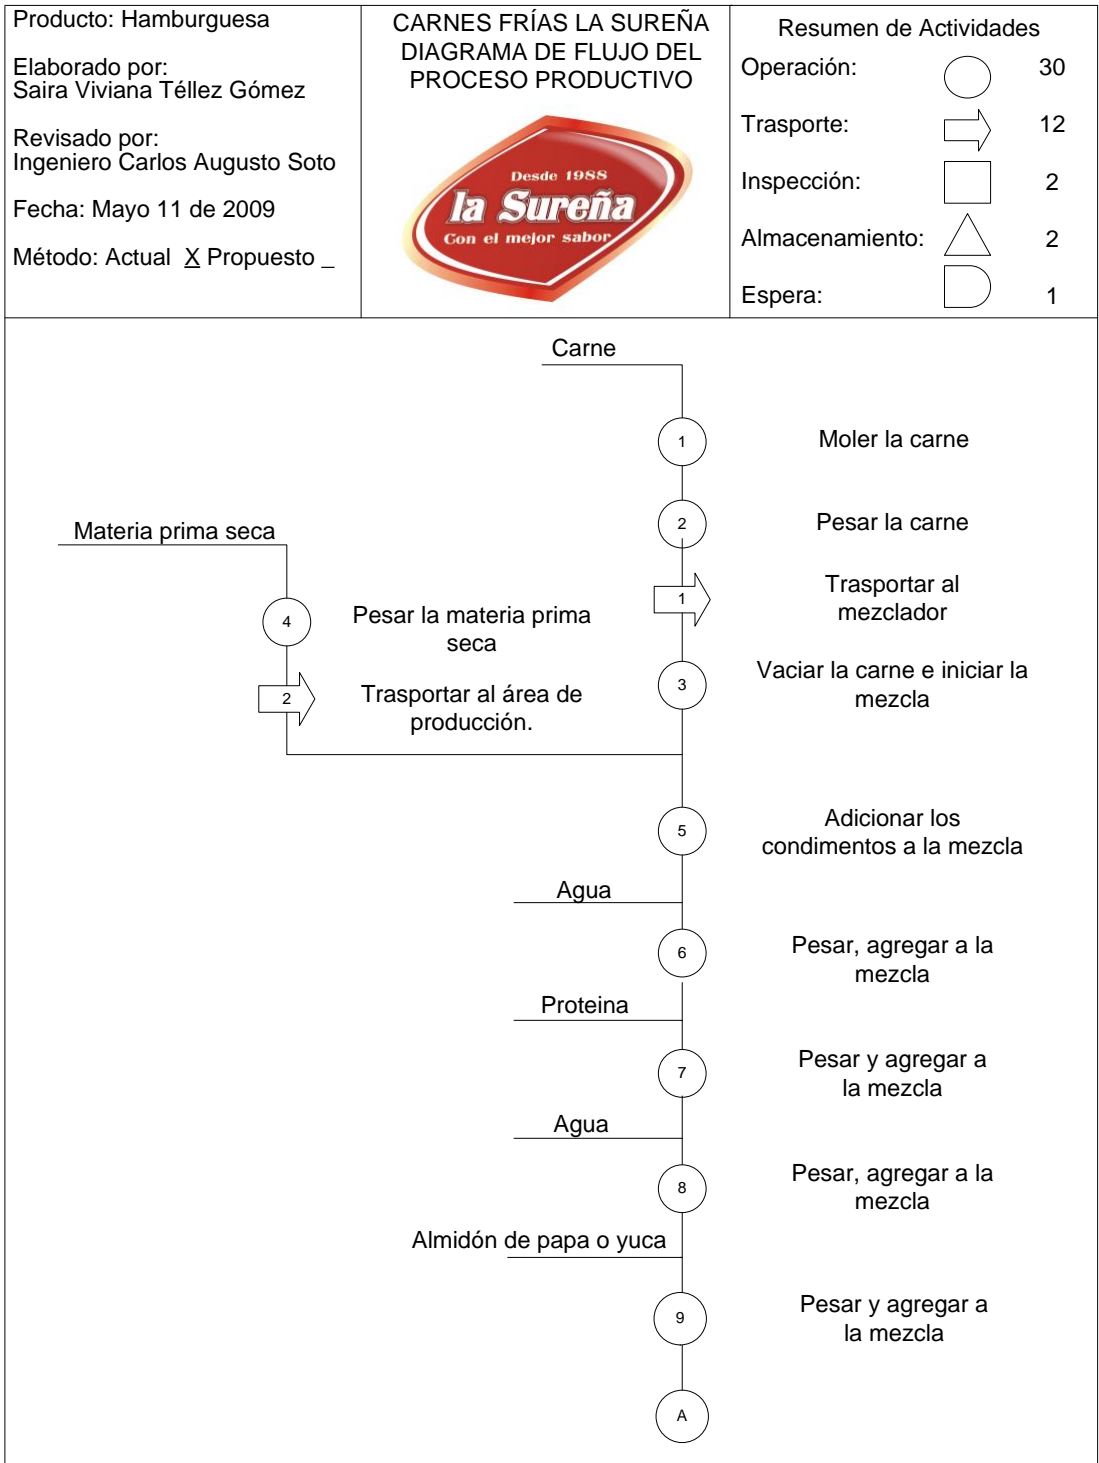 Producto: Hamburguesa
Elaborado por:
Saira Viviana Téllez Gómez
Revisado por:
Ingeniero Carlos Augusto Soto
Fecha: Mayo 11 de 2009
Método: Actual X Propuesto _
CARNES FRÍAS LA SUREÑA
DIAGRAMA DE FLUJO DEL
PROCESO PRODUCTIVO
Desde 1988
la Sureña
Con el mejor sabor
Resumen de Actividades
Operación: 30
Trasporte: 12
Inspección: 2
Almacenamiento: 2
Espera: 1
Carne
1 Moler la carne
2 Pesar la carne
Materia prima seca
1 Trasportar al
mezclador
4 Pesar la materia prima
seca
3 Vaciar la carne e iniciar la
mezcla
2 Trasportar al área de
producción.
5 Adicionar los
condimentos a la mezcla
Agua
6 Pesar, agregar a la
mezcla
Proteina
7 Pesar y agregar a
la mezcla
Agua
8 Pesar, agregar a la
mezcla
Almidón de papa o yuca
9 Pesar y agregar a
la mezcla
A